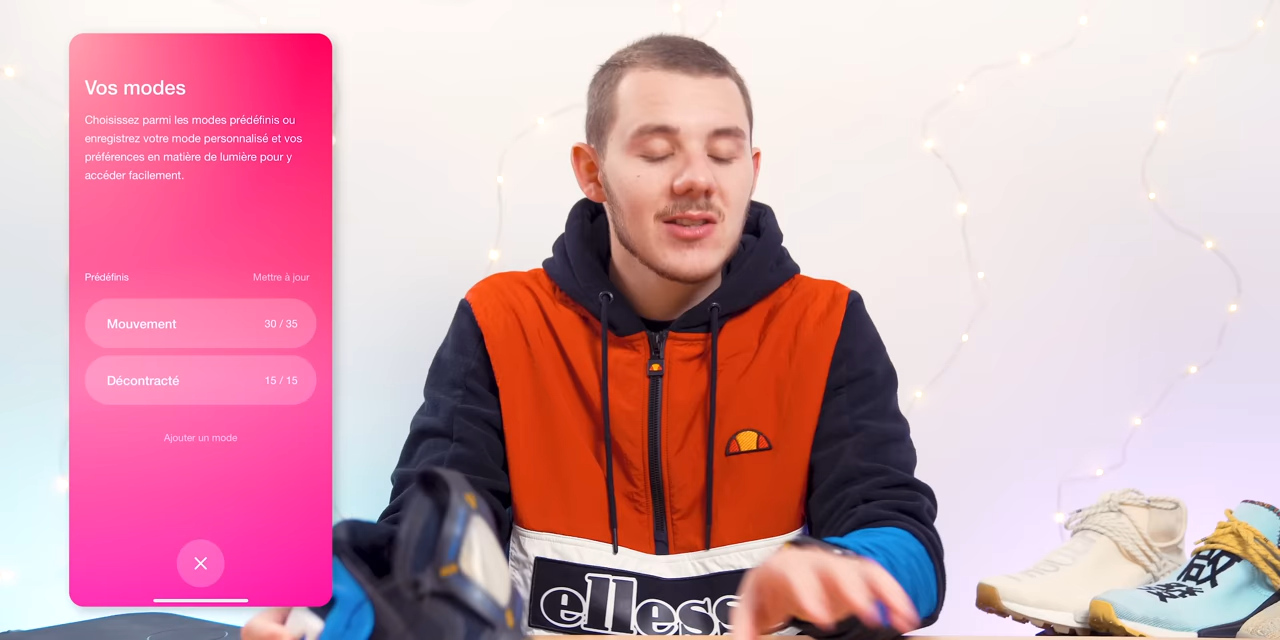 Vos modes
Choisissez parmi les modes prédéfinis ou
enregistrez votre mode personnalisé et vos
préférences en matière de lumière pour y
accéder facilement.
Prédéfinis
Mettre à jour
Mouvement
30 / 35
Décontracté
15 / 15
Ajouter un mode